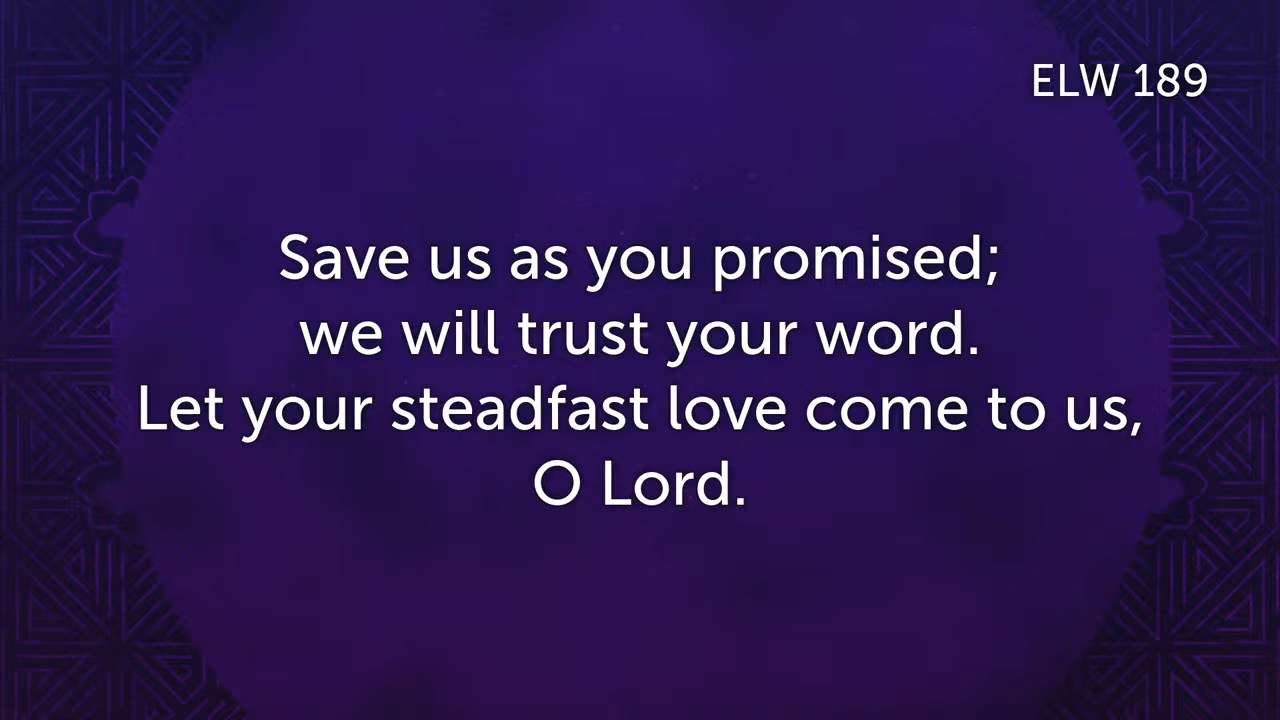 ELW 189
Save us as you promised;
we will trust your word.
Let your steadfast love come to us,
O Lord.